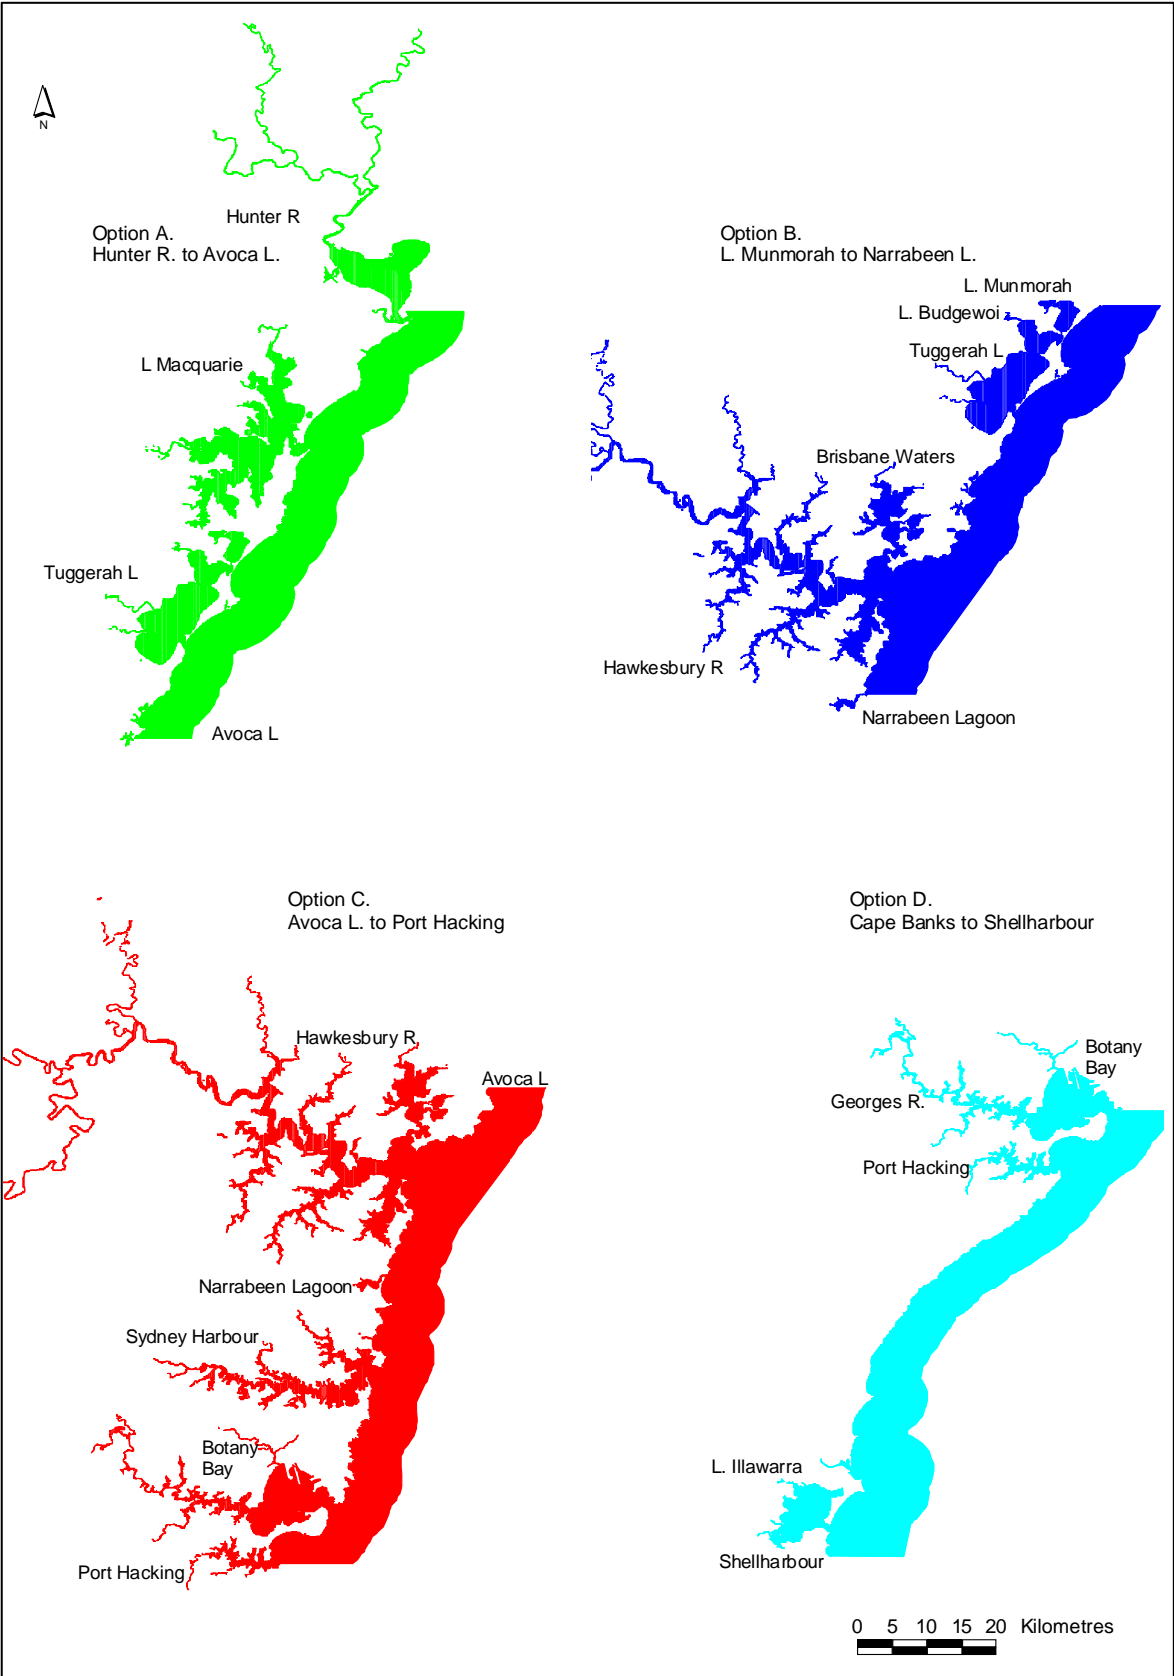 N
Hunter R
Option A.
Hunter R. to Avoca L.
L Macquarie
Tuggerah L
Avoca L
Option B.
L. Munmorah to Narrabeen L.
L. Munmorah
L. Budgewoi
Tuggerah L
Brisbane Waters
Hawkesbury R
Narrabeen Lagoon
Option C.
Avoca L. to Port Hacking
Hawkesbury R
Avoca L
Narrabeen Lagoon
Sydney Harbour
Botany
Bay
Port Hacking
Option D.
Cape Banks to Shellharbour
Botany
Bay
Georges R.
Port Hacking
L. Illawarra
Shellharbour
0 5 10 15 20 Kilometres